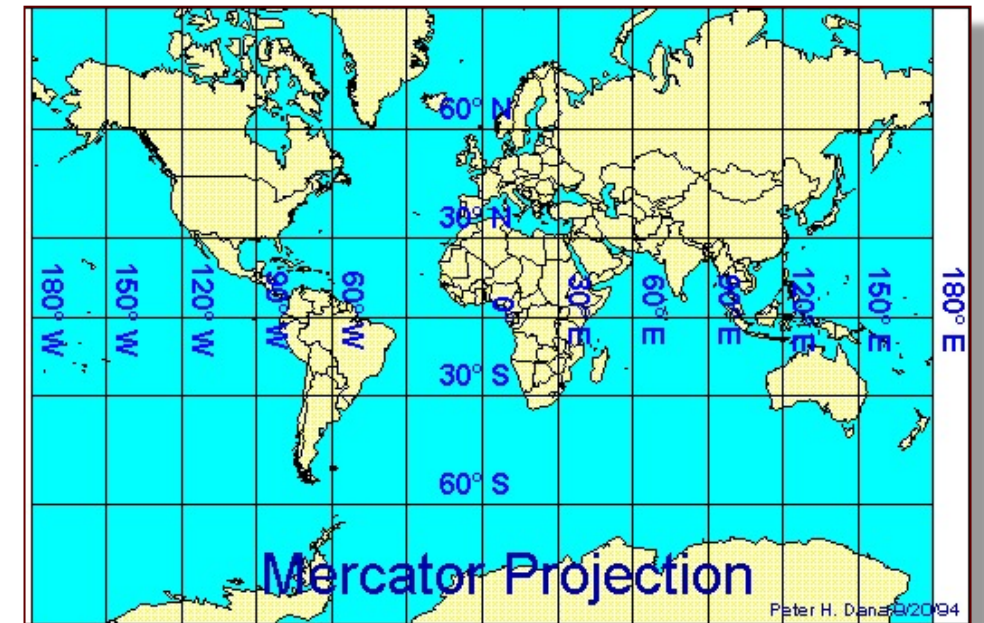 60° N
30° N
180° W
150° W
120° W
90° W
60° W
0°
30° E
60° E
90° E
120° E
150° E
180° E
30° S
60° S
Mercator Projection
Peter H. Dana 9/20/94